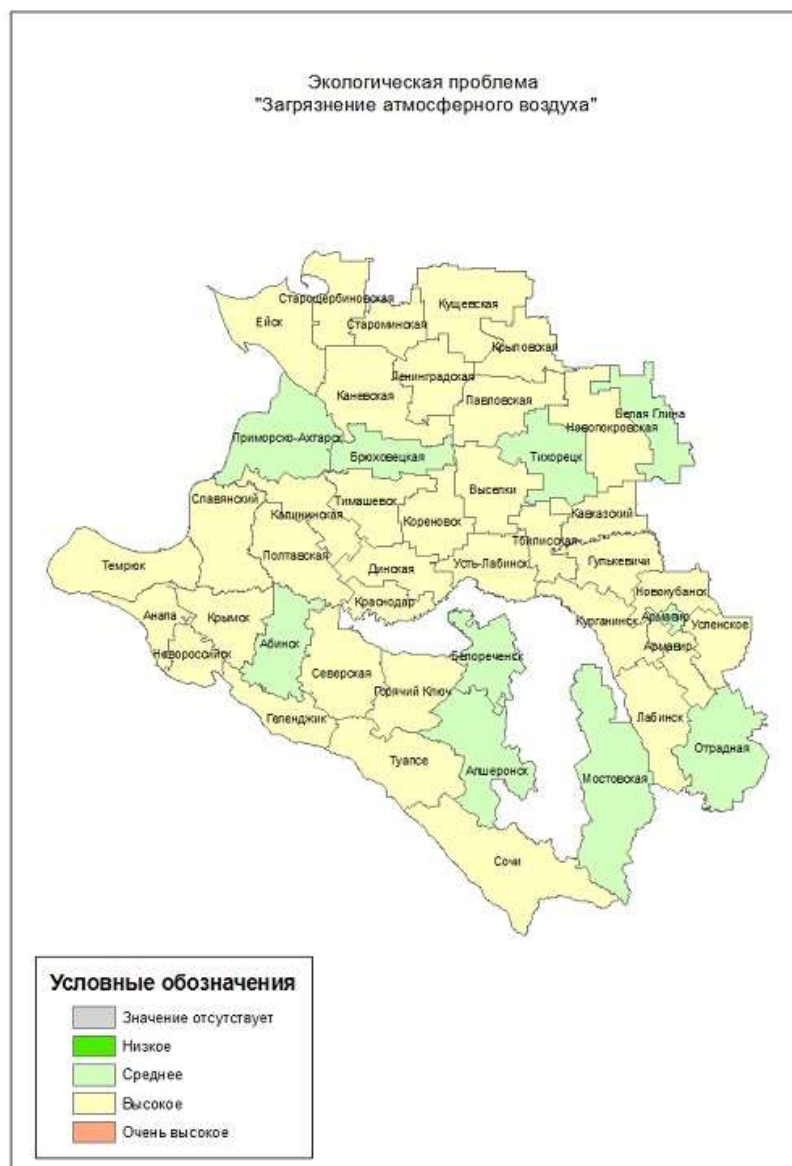 Экологическая проблема
"Загрязнение атмосферного воздуха"
Старощербиновская
Кущевская
Ейск
Староминская
Крыловская
Ленинградская
Каневская
Павловская
Белая Глина
Новопокровская
Приморско-Ахтарск
Брюховецкая
Тихорецк
Славянский
Тимашевск
Выселки
Калининская
Кореновск
Кавказский
Тбилисская
Полтавская
Усть-Лабинск
Гулькевичи
Темрюк
Динская
Краснодар
Новокубанск
Анапа
Крымск
Курганинск
Армавир
Успенское
Абинск
Армавир
Новороссийск
Белореченск
Северская
Горячий Ключ
Лабинск
Геленджик
Отрадная
Туапсе
Апшеронск
Мостовская
Сочи
Условные обозначения
Значение отсутствует
Низкое
Среднее
Высокое
Очень высокое